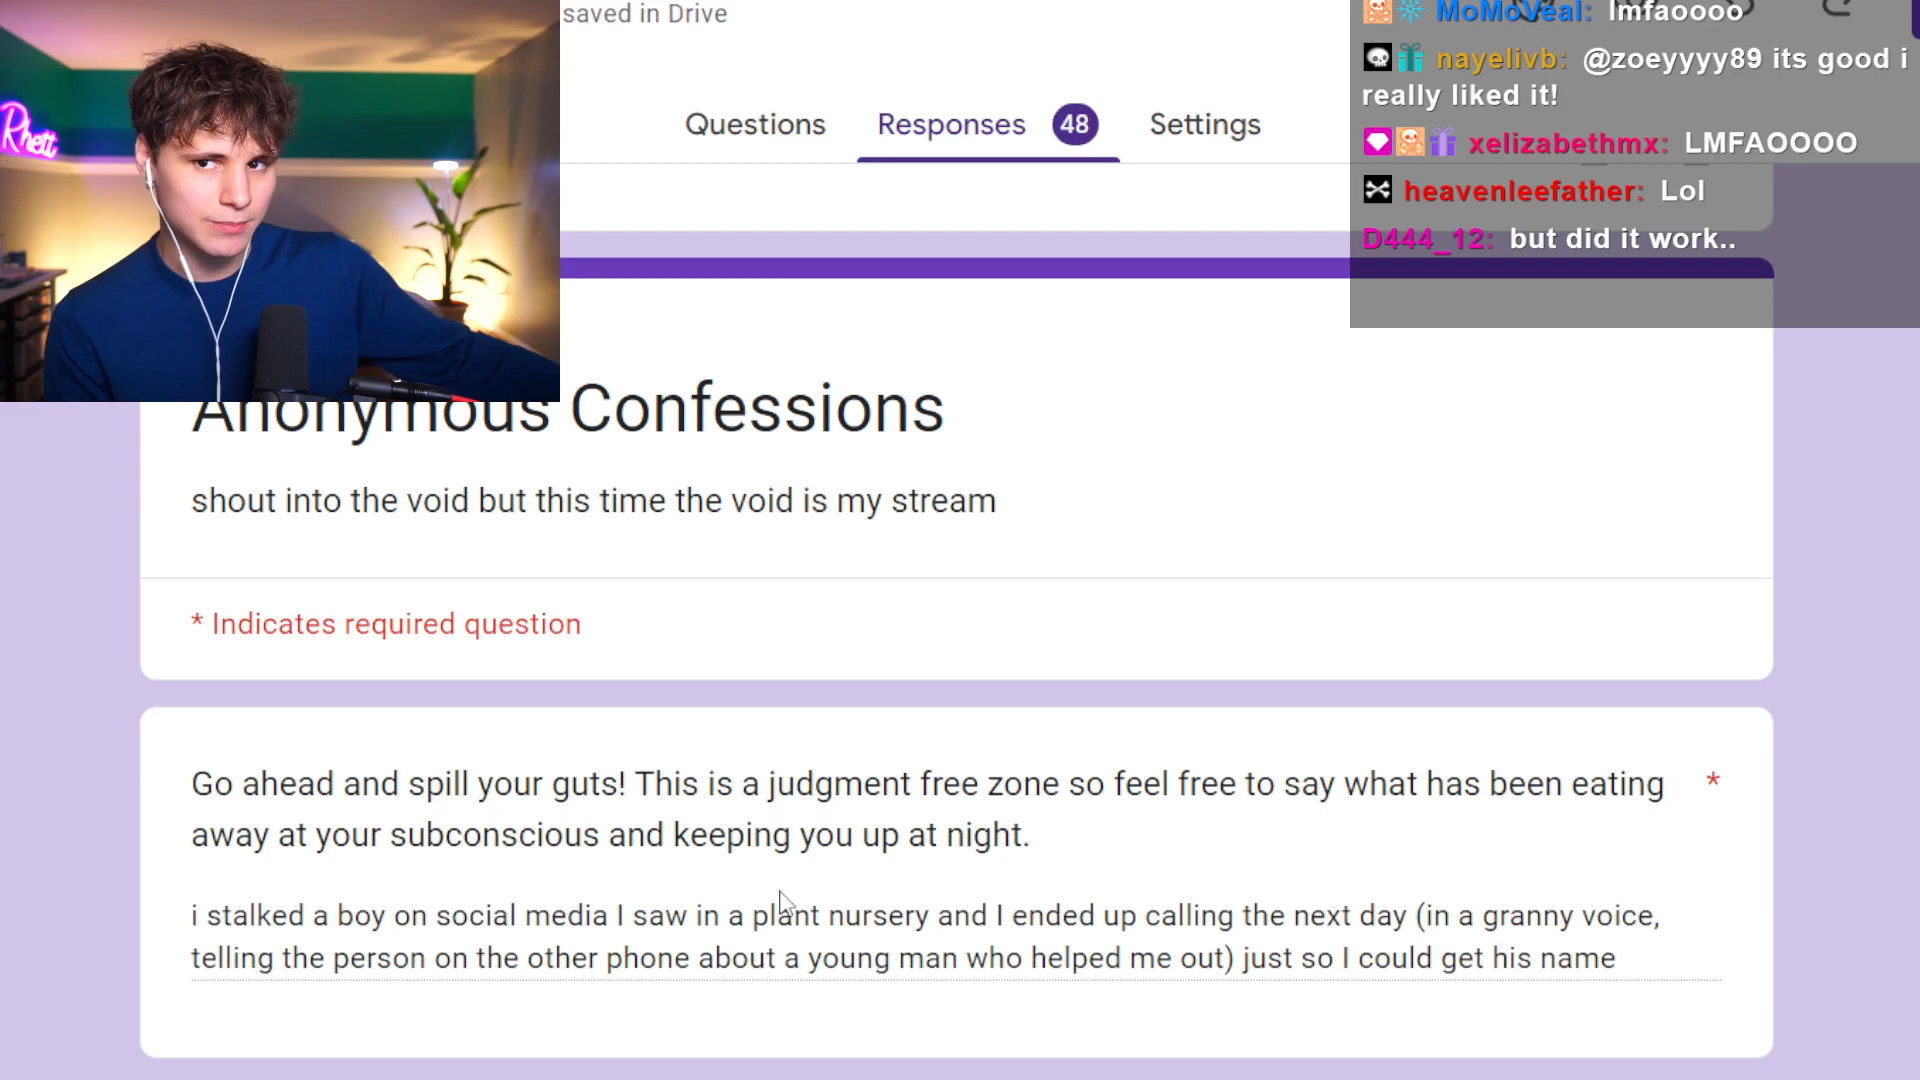 saved in Drive
Rhett
Questions
Responses
48
Settings
MoMoVeal: lmfaoooo
nayelivb: @zoeyyyy89 its good i
really liked it!
xelizabethmx: LMFAOOOO
heavenleefather: Lol
D444_12: but did it work..
Anonymous Confessions
shout into the void but this time the void is my stream
* Indicates required question
Go ahead and spill your guts! This is a judgment free zone so feel free to say what has been eating *
away at your subconscious and keeping you up at night.
i stalked a boy on social media I saw in a plant nursery and I ended up calling the next day (in a granny voice,
telling the person on the other phone about a young man who helped me out) just so I could get his name